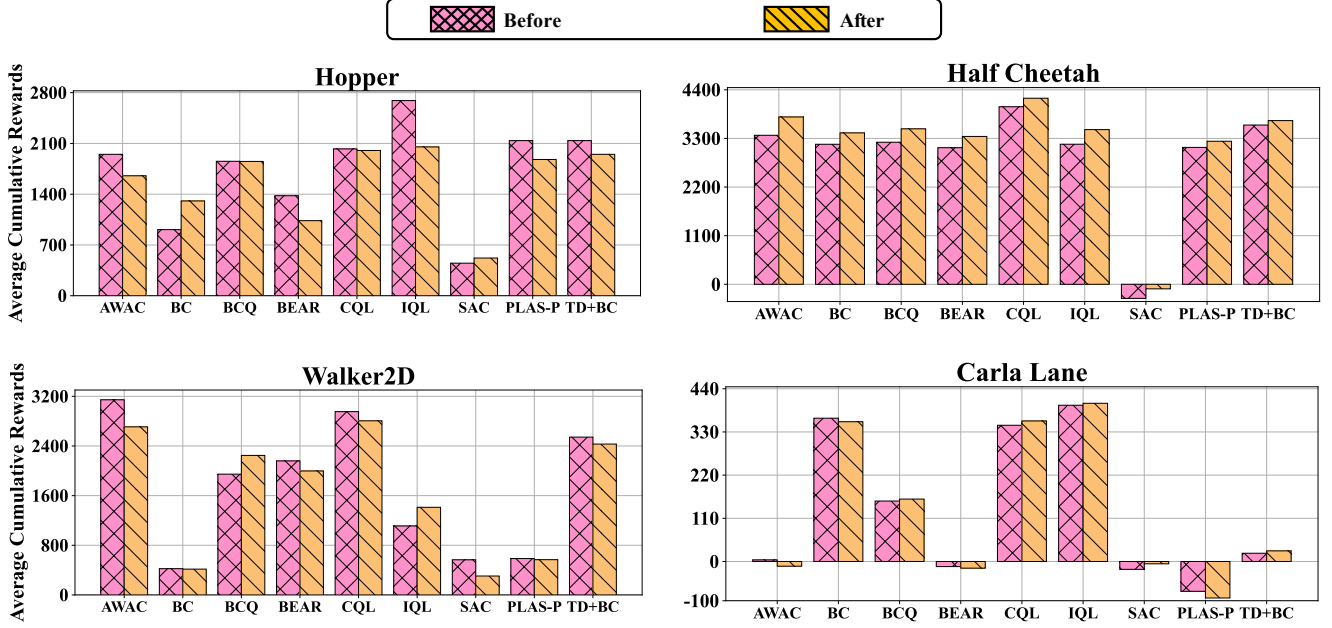 Before After
Hopper
Average Cumulative Rewards
2800
2100
1400
700
0
AWAC BC BCQ BEAR CQL IQL SAC PLAS-P TD+BC
Half Cheetah
4400
3300
2200
1100
0
AWAC BC BCQ BEAR CQL IQL SAC PLAS-P TD+BC
Walker2D
Average Cumulative Rewards
3200
2400
1600
800
0
AWAC BC BCQ BEAR CQL IQL SAC PLAS-P TD+BC
Carla Lane
440
330
220
110
0
-100
AWAC BC BCQ BEAR CQL IQL SAC PLAS-P TD+BC